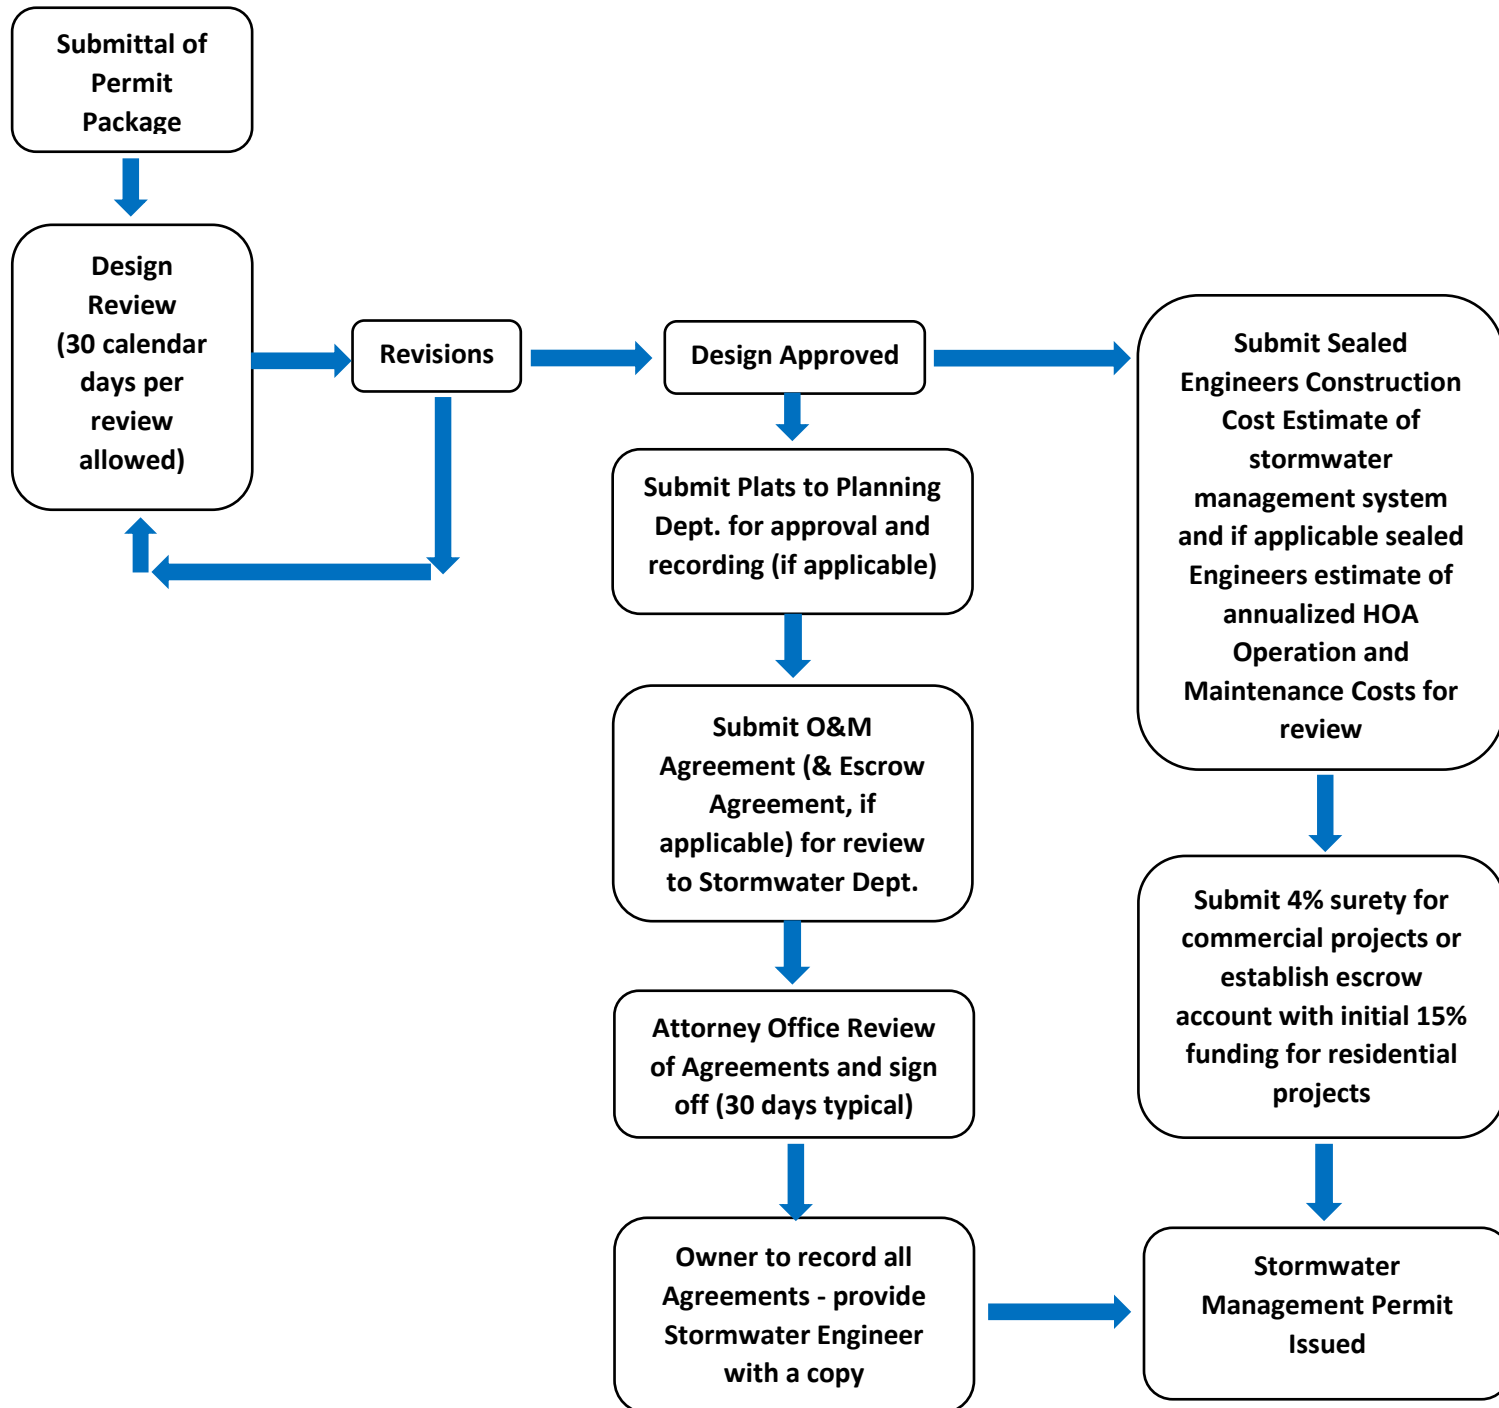 Submittal of
Permit
Package
Design
Review
(30 calendar
days per
review
allowed)
Revisions
Design Approved
Submit Plats to Planning
Dept. for approval and
recording (if applicable)
Submit O&M
Agreement (& Escrow
Agreement, if
applicable) for review
to Stormwater Dept.
Attorney Office Review
of Agreements and sign
off (30 days typical)
Owner to record all
Agreements - provide
Stormwater Engineer
with a copy
Submit Sealed
Engineers Construction
Cost Estimate of
stormwater
management system
and if applicable sealed
Engineers estimate of
annualized HOA
Operation and
Maintenance Costs for
review
Submit 4% surety for
commercial projects or
establish escrow
account with initial 15%
funding for residential
projects
Stormwater
Management Permit
Issued